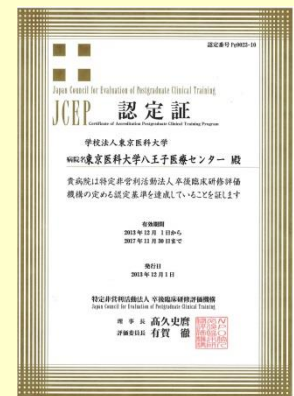 認定番号 Pg0023-10
Japan Council for Evaluation of Postgraduate Clinical Training
JCEP 認定証
Certificate of Accreditation Postgraduate Clinical Training Program
学校法人東京医科大学
病院名東京医科大学八王子医療センター 殿
貴病院は特定非営利活動法人 卒後臨床研修評価
機構の定める認定基準を達成していることを証します
有効期間
2013年 12月 1日から
2017年 11月 30日まで
発行日
2013年 12月 1日
特定非営利活動法人 卒後臨床研修評価機構
Japan Council for Evaluation of Postgraduate Clinical Training
理事長 高久史麿
評価委員長 有賀 徹